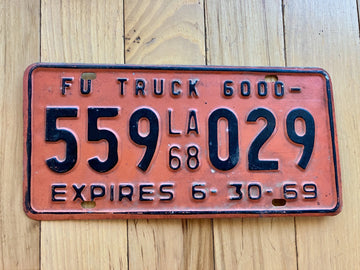 FU TRUCK 6000-
559 LA 68 029
EXPIRES 6-30-69